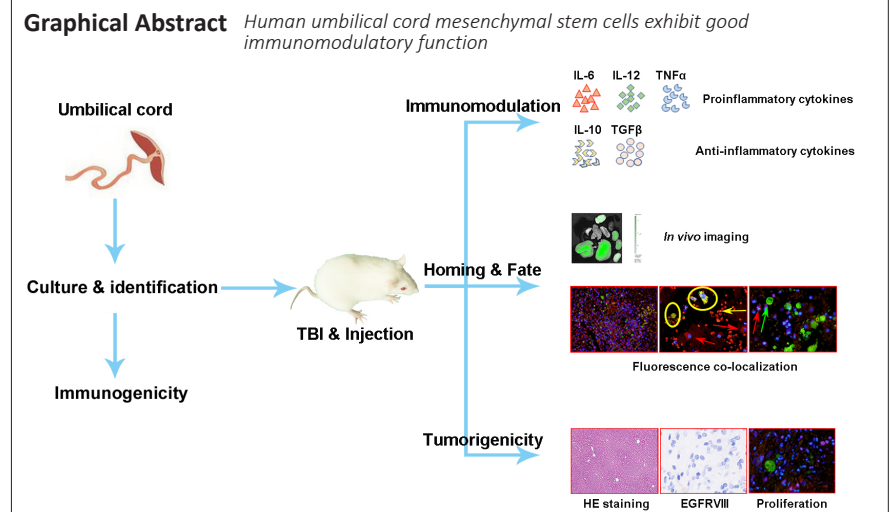 Graphical Abstract
Human umbilical cord mesenchymal stem cells exhibit good
immunomodulatory function
Umbilical cord
Culture & identification
Immunogenicity
TBI & Injection
Immunomodulation
IL-6 IL-12 TNFα
Proinflammatory cytokines
IL-10 TGFβ
Anti-inflammatory cytokines
Homing & Fate
In vivo imaging
Fluorescence co-localization
Tumorigenicity
HE staining EGFRVIII Proliferation